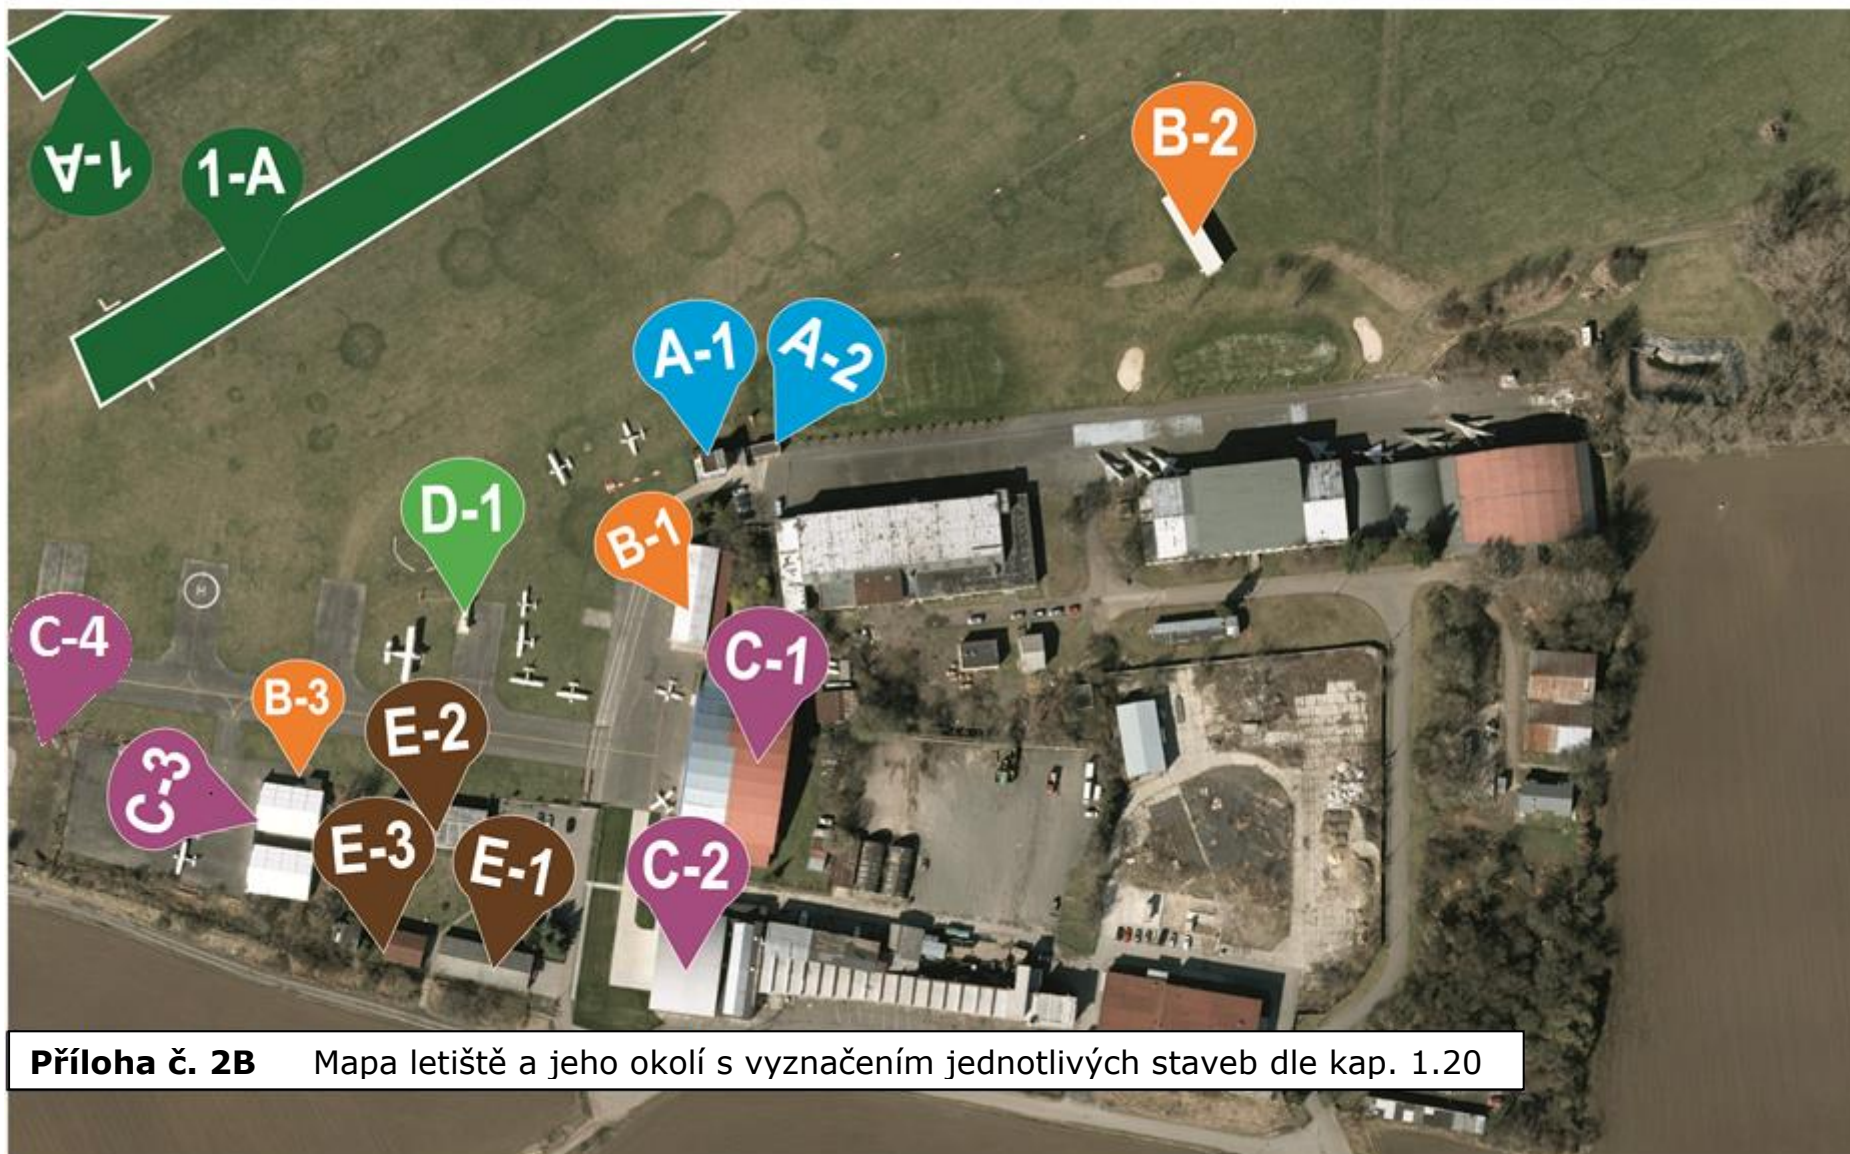 1-A
1-A
B-2
A-1
A-2
D-1
B-1
H
C-4
C-1
B-3
E-2
C-3
E-3
E-1
C-2
Příloha č. 2B Mapa letiště a jeho okolí s vyznačením jednotlivých staveb dle kap. 1.20